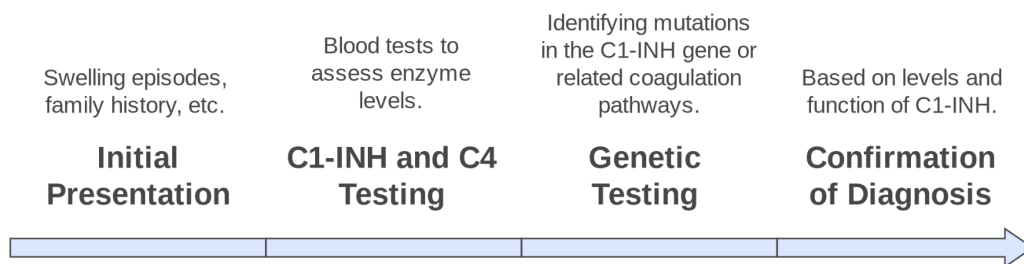 Swelling episodes,
family history, etc.
Initial
Presentation
Blood tests to
assess enzyme
levels.
C1-INH and C4
Testing
Identifying mutations
in the C1-INH gene or
related coagulation
pathways.
Genetic
Testing
Based on levels and
function of C1-INH.
Confirmation
of Diagnosis